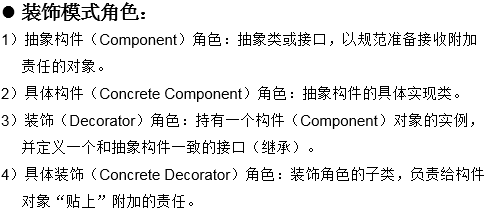 ● 装饰模式角色：
1）抽象构件（Component）角色：抽象类或接口，以规范准备接收附加
责任的对象。
2）具体构件（Concrete Component）角色：抽象构件的具体实现类。
3）装饰（Decorator）角色：持有一个构件（Component）对象的实例，
并定义一个和抽象构件一致的接口（继承）。
4）具体装饰（Concrete Decorator）角色：装饰角色的子类，负责给构件
对象“贴上”附加的责任。